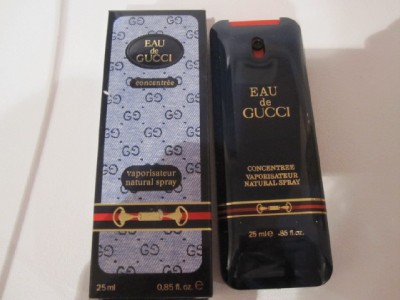 EAU
de
GUCCI
concentrée
vaporisateur
natural spray
25 ml 0.85 fl. oz.
EAU
de
GUCCI
CONCENTREE
VAPORISATEUR
NATURAL SPRAY
25 ml e .85 fl. oz.